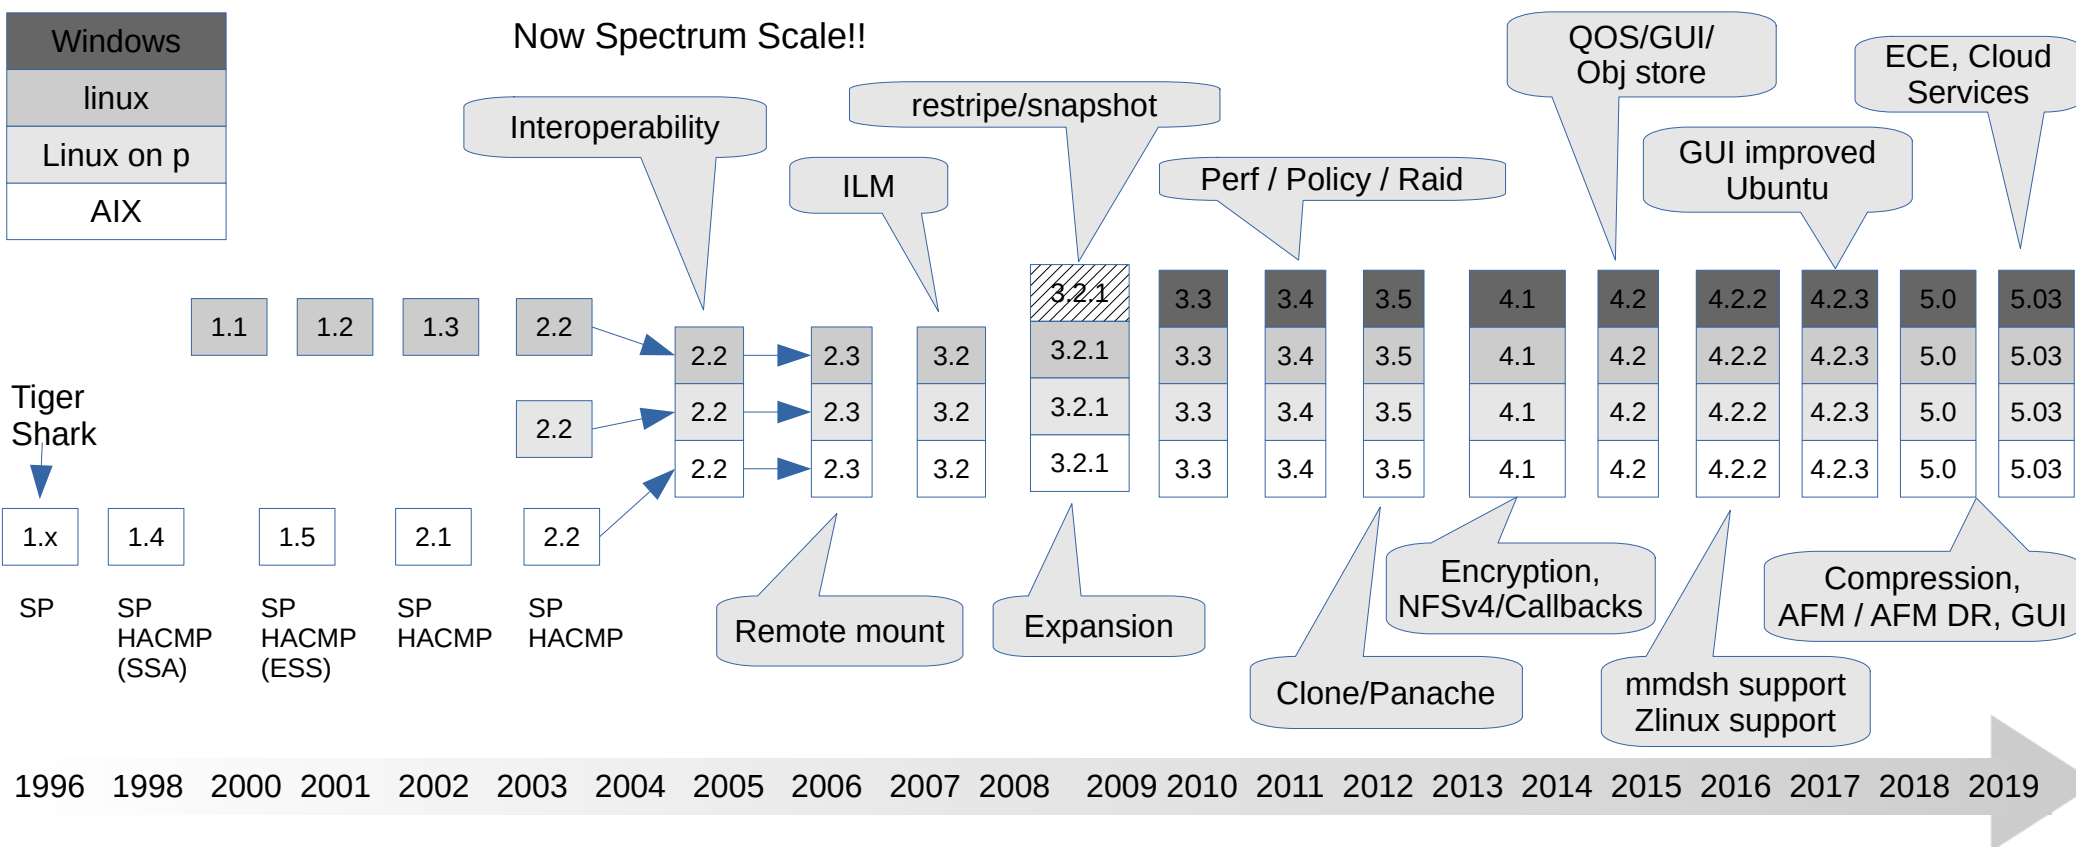 Now Spectrum Scale!!
Windows
linux
Linux on p
AIX
Interoperability
ILM
restripe/snapshot
Perf / Policy / Raid
QOS/GUI/
Obj store
GUI improved
Ubuntu
ECE, Cloud
Services
3.2.1
3.3
3.4
3.5
4.1
4.2
4.2.2
4.2.3
5.0
5.03
1.1
1.2
1.3
2.2
2.2
2.3
3.2
3.2.1
3.3
3.4
3.5
4.1
4.2
4.2.2
4.2.3
5.0
5.03
Tiger
Shark
2.2
2.2
2.3
3.2
3.2.1
3.3
3.4
3.5
4.1
4.2
4.2.2
4.2.3
5.0
5.03
2.2
2.3
3.2
3.2.1
3.3
3.4
3.5
4.1
4.2
4.2.2
4.2.3
5.0
5.03
1.x
1.4
1.5
2.1
2.2
SP
SP
HACMP
(SSA)
SP
HACMP
(ESS)
SP
HACMP
SP
HACMP
Remote mount
Expansion
Clone/Panache
Encryption,
NFSv4/Callbacks
mmdsh support
Zlinux support
Compression,
AFM / AFM DR, GUI
1996 1998 2000 2001 2002 2003 2004 2005 2006 2007 2008 2009 2010 2011 2012 2013 2014 2015 2016 2017 2018 2019